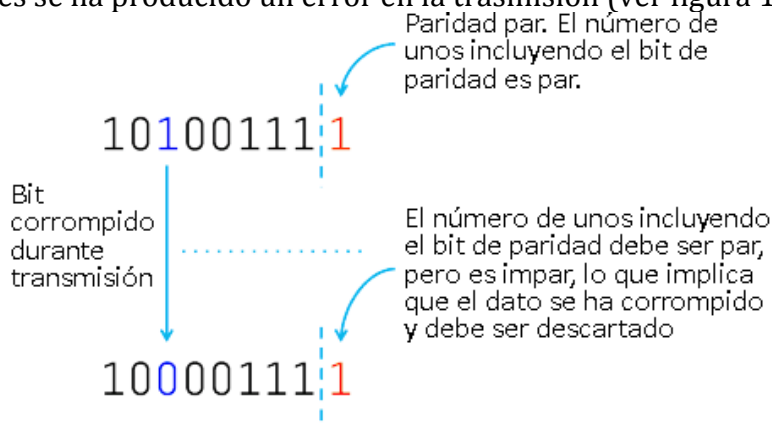 es se ha producido un error en la trasmisión (ver figura 1
Paridad par. El número de
unos incluyendo el bit de
paridad es par.
10100111 1
Bit
corrompido
durante
transmisión
El número de unos incluyendo
el bit de paridad debe ser par,
pero es impar, lo que implica
que el dato se ha corrompido
y debe ser descartado
10000111 1